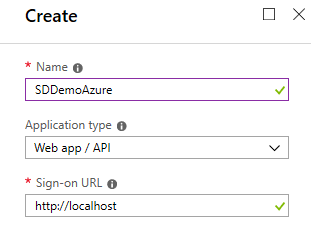 Create
* Name
SDDemoAzure
Application type
Web app / API
* Sign-on URL
http://localhost